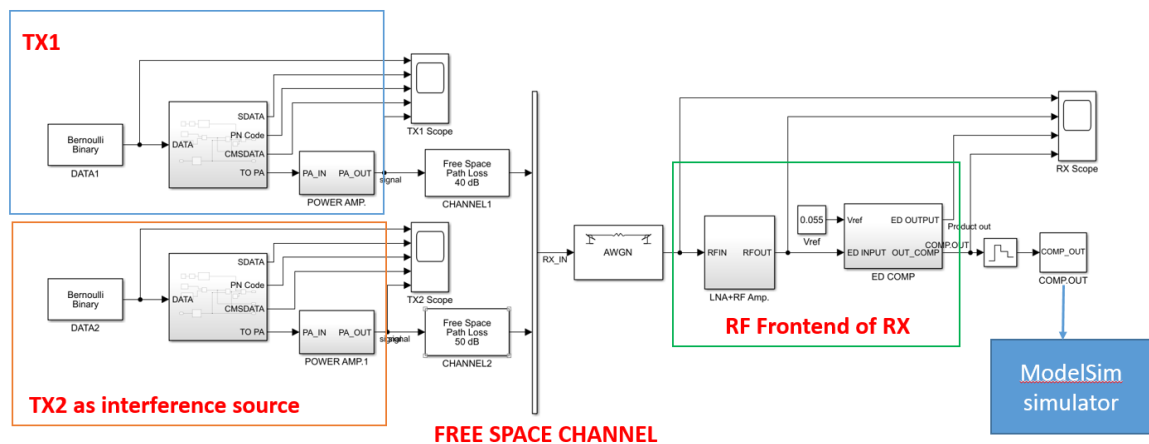 TX1
Bernoulli
Binary
DATA1
DATA
SDATA
PN Code
CMSDATA
TO PA
TX1 Scope
PA_IN PA_OUT
POWER AMP.
signal
Free Space
Path Loss
40 dB
CHANNEL1
Bernoulli
Binary
DATA2
DATA
SDATA
PN Code
CMSDATA
TO PA
TX2 Scope
PA_IN PA_OUT
POWER AMP.1
signal
Free Space
Path Loss
50 dB
CHANNEL2
TX2 as interference source
FREE SPACE CHANNEL
RX_IN
AWGN
RFIN RFOUT
LNA+RF Amp.
0.055
Vref
Vref
ED INPUT
ED OUTPUT
OUT_COMP
ED COMP
Product out
COMP.OUT
RX Scope
COMP_OUT
COMP.OUT
RF Frontend of RX
ModelSim
simulator